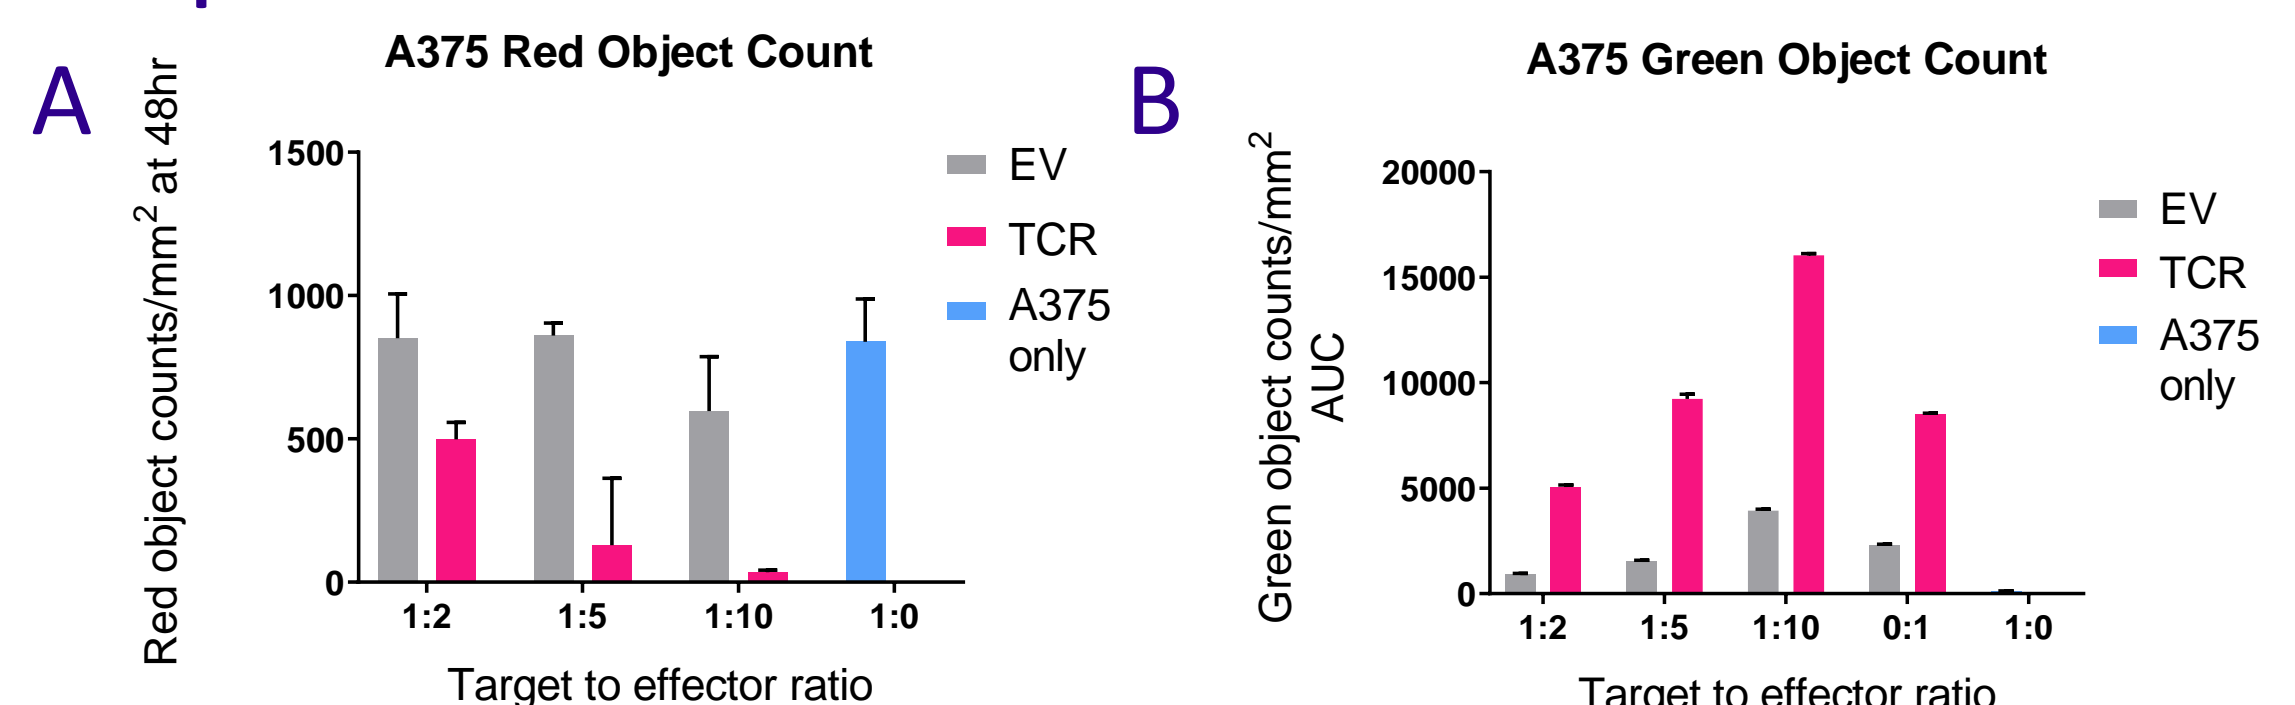 A
A375 Red Object Count
Red object counts/mm² at 48hr
1500
1000
500
0
1:2
1:5
1:10
1:0
Target to effector ratio
EV
TCR
A375
only
B
A375 Green Object Count
Green object counts/mm²
AUC
20000
15000
10000
5000
0
1:2
1:5
1:10
0:1
1:0
Target to effector ratio
EV
TCR
A375
only